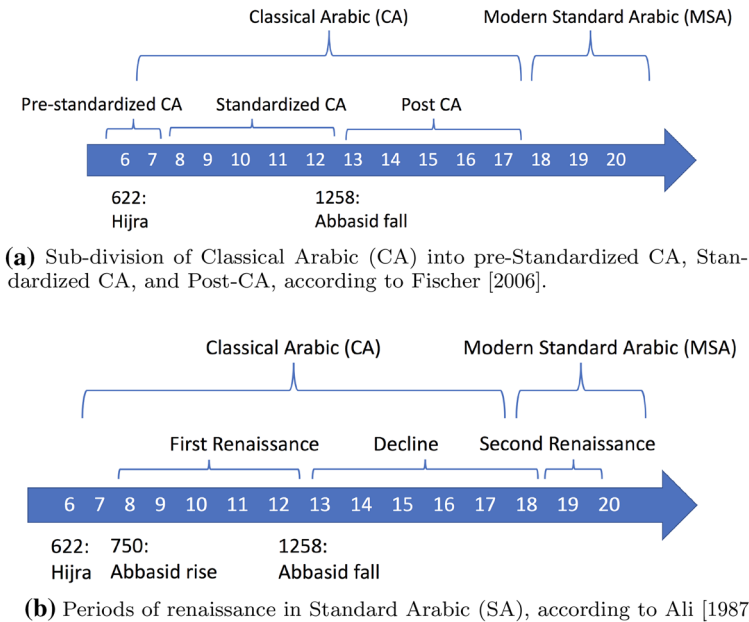 Classical Arabic (CA) Modern Standard Arabic (MSA)
Pre-standardized CA Standardized CA Post CA
6 7 8 9 10 11 12 13 14 15 16 17 18 19 20
622: 1258:
Hijra Abbasid fall
(a) Sub-division of Classical Arabic (CA) into pre-Standardized CA, Stan-
dardized CA, and Post-CA, according to Fischer [2006].
Classical Arabic (CA) Modern Standard Arabic (MSA)
First Renaissance Decline Second Renaissance
6 7 8 9 10 11 12 13 14 15 16 17 18 19 20
622: 750: 1258:
Hijra Abbasid rise Abbasid fall
(b) Periods of renaissance in Standard Arabic (SA), according to Ali [1987